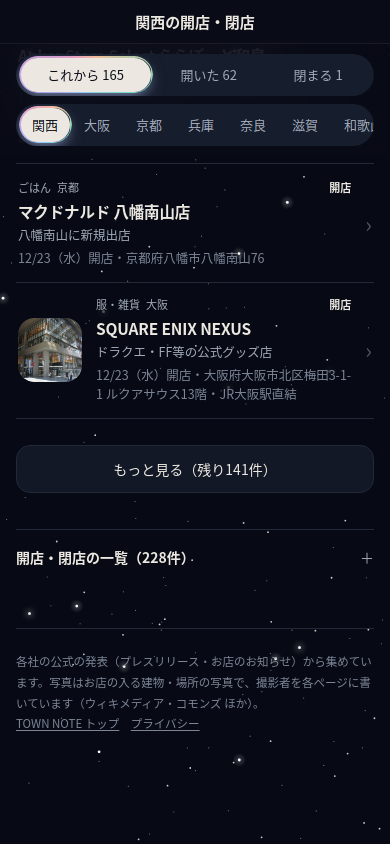 関西の開店・閉店
これから 165
開いた 62
閉まる 1
関西
大阪
京都
兵庫
奈良
滋賀
和歌
ごはん 京都
開店
マクドナルド 八幡南山店
八幡南山に新規出店
12/23（水）開店・京都府八幡市八幡南山76
服・雑貨 大阪
開店
SQUARE ENIX NEXUS
ドラクエ・FF等の公式グッズ店
12/23（水）開店・大阪府大阪市北区梅田3-1-
1 ルクアサウス13階・JR大阪駅直結
もっと見る（残り141件）
開店・閉店の一覧（228件）
各社の公式の発表（プレスリリース・お店のお知らせ）から集めてい
ます。写真はお店の入る建物・場所の写真で、撮影者を各ページに書
いています（ウィキメディア・コモンズ ほか）。
TOWN NOTE トップ プライバシー